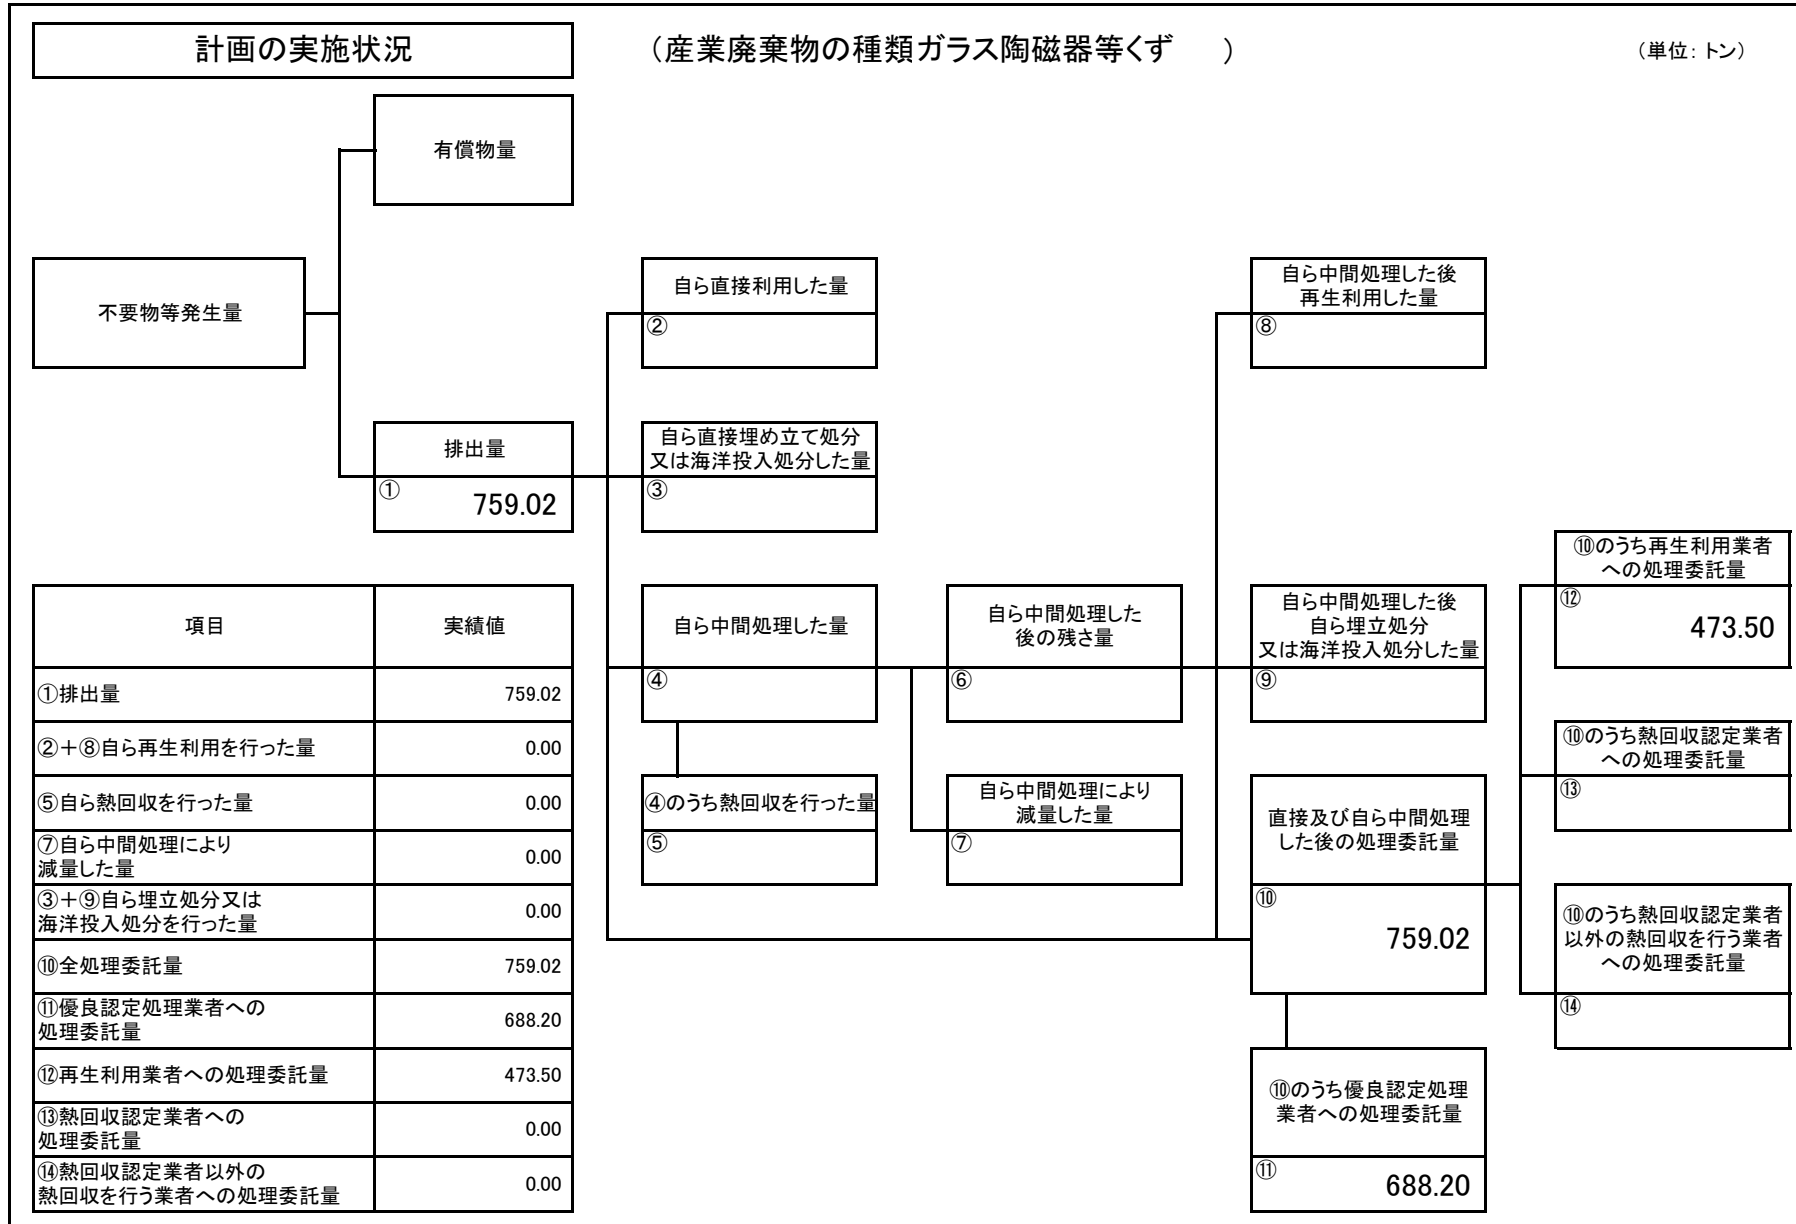 計画の実施状況
（産業廃棄物の種類ガラス陶磁器等くず　）
（単位：トン）
有償物量
不要物等発生量
自ら直接利用した量
②
自ら中間処理した後
再生利用した量
⑧
排出量
① 759.02
自ら直接埋め立て処分
又は海洋投入処分した量
③
⑩のうち再生利用業者
への処理委託量
⑫
473.50
自ら中間処理した量
④
自ら中間処理した
後の残さ量
⑥
自ら中間処理した後
自ら埋立処分
又は海洋投入処分した量
⑨
⑩のうち熱回収認定業者
への処理委託量
⑬
④のうち熱回収を行った量
⑤
自ら中間処理により
減量した量
⑦
直接及び自ら中間処理
した後の処理委託量
⑩
759.02
⑩のうち熱回収認定業者
以外の熱回収を行う業者
への処理委託量
⑭
⑩のうち優良認定処理
業者への処理委託量
⑪
688.20
項目 実績値
①排出量 759.02
②＋⑧自ら再生利用を行った量 0.00
⑤自ら熱回収を行った量 0.00
⑦自ら中間処理により
減量した量 0.00
③＋⑨自ら埋立処分又は
海洋投入処分を行った量 0.00
⑩全処理委託量 759.02
⑪優良認定処理業者への
処理委託量 688.20
⑫再生利用業者への処理委託量 473.50
⑬熱回収認定業者への
処理委託量 0.00
⑭熱回収認定業者以外の
熱回収を行う業者への処理委託量 0.00